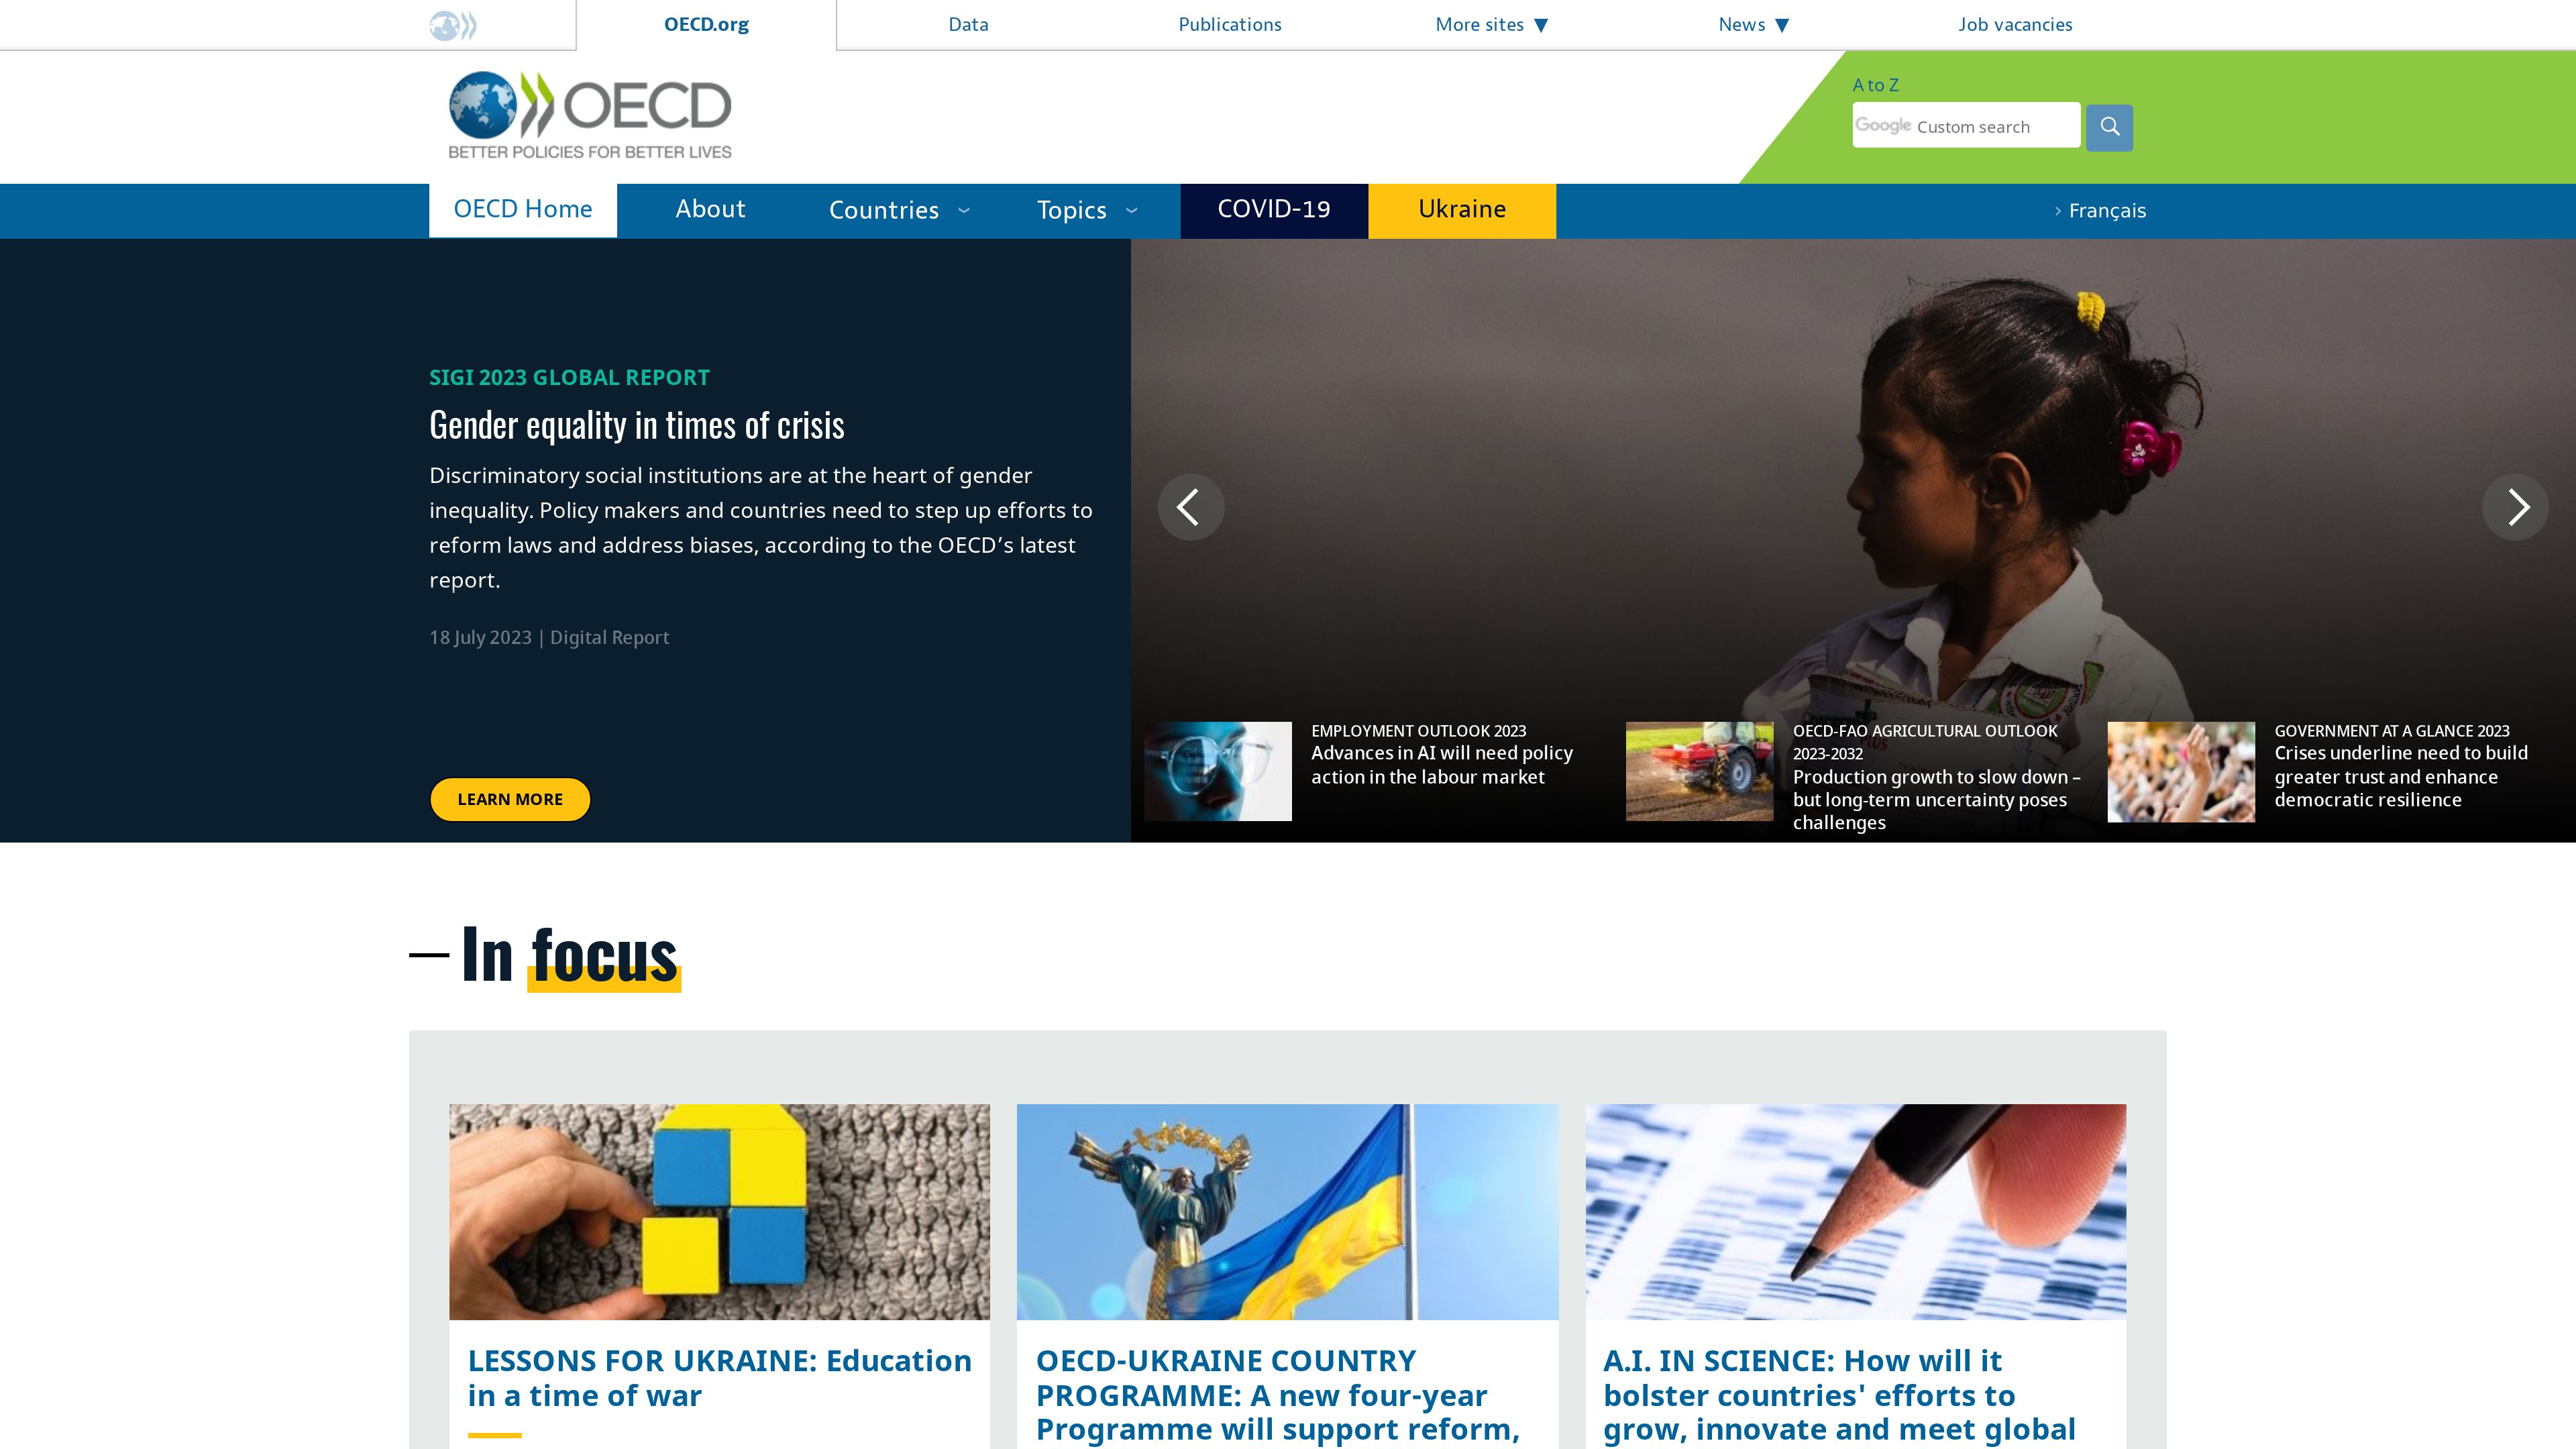 OECD.org
Data
Publications
More sites ▼
News ▼
Job vacancies
OECD
BETTER POLICIES FOR BETTER LIVES
A to Z
Google Custom search
OECD Home
About
Countries
Topics
COVID-19
Ukraine
Français
SIGI 2023 GLOBAL REPORT
Gender equality in times of crisis
Discriminatory social institutions are at the heart of gender
inequality. Policy makers and countries need to step up efforts to
reform laws and address biases, according to the OECD’s latest
report.
18 July 2023 | Digital Report
LEARN MORE
EMPLOYMENT OUTLOOK 2023
Advances in AI will need policy
action in the labour market
OECD-FAO AGRICULTURAL OUTLOOK
2023-2032
Production growth to slow down –
but long-term uncertainty poses
challenges
GOVERNMENT AT A GLANCE 2023
Crises underline need to build
greater trust and enhance
democratic resilience
In focus
LESSONS FOR UKRAINE: Education
in a time of war
OECD-UKRAINE COUNTRY
PROGRAMME: A new four-year
Programme will support reform,
A.I. IN SCIENCE: How will it
bolster countries' efforts to
grow, innovate and meet global